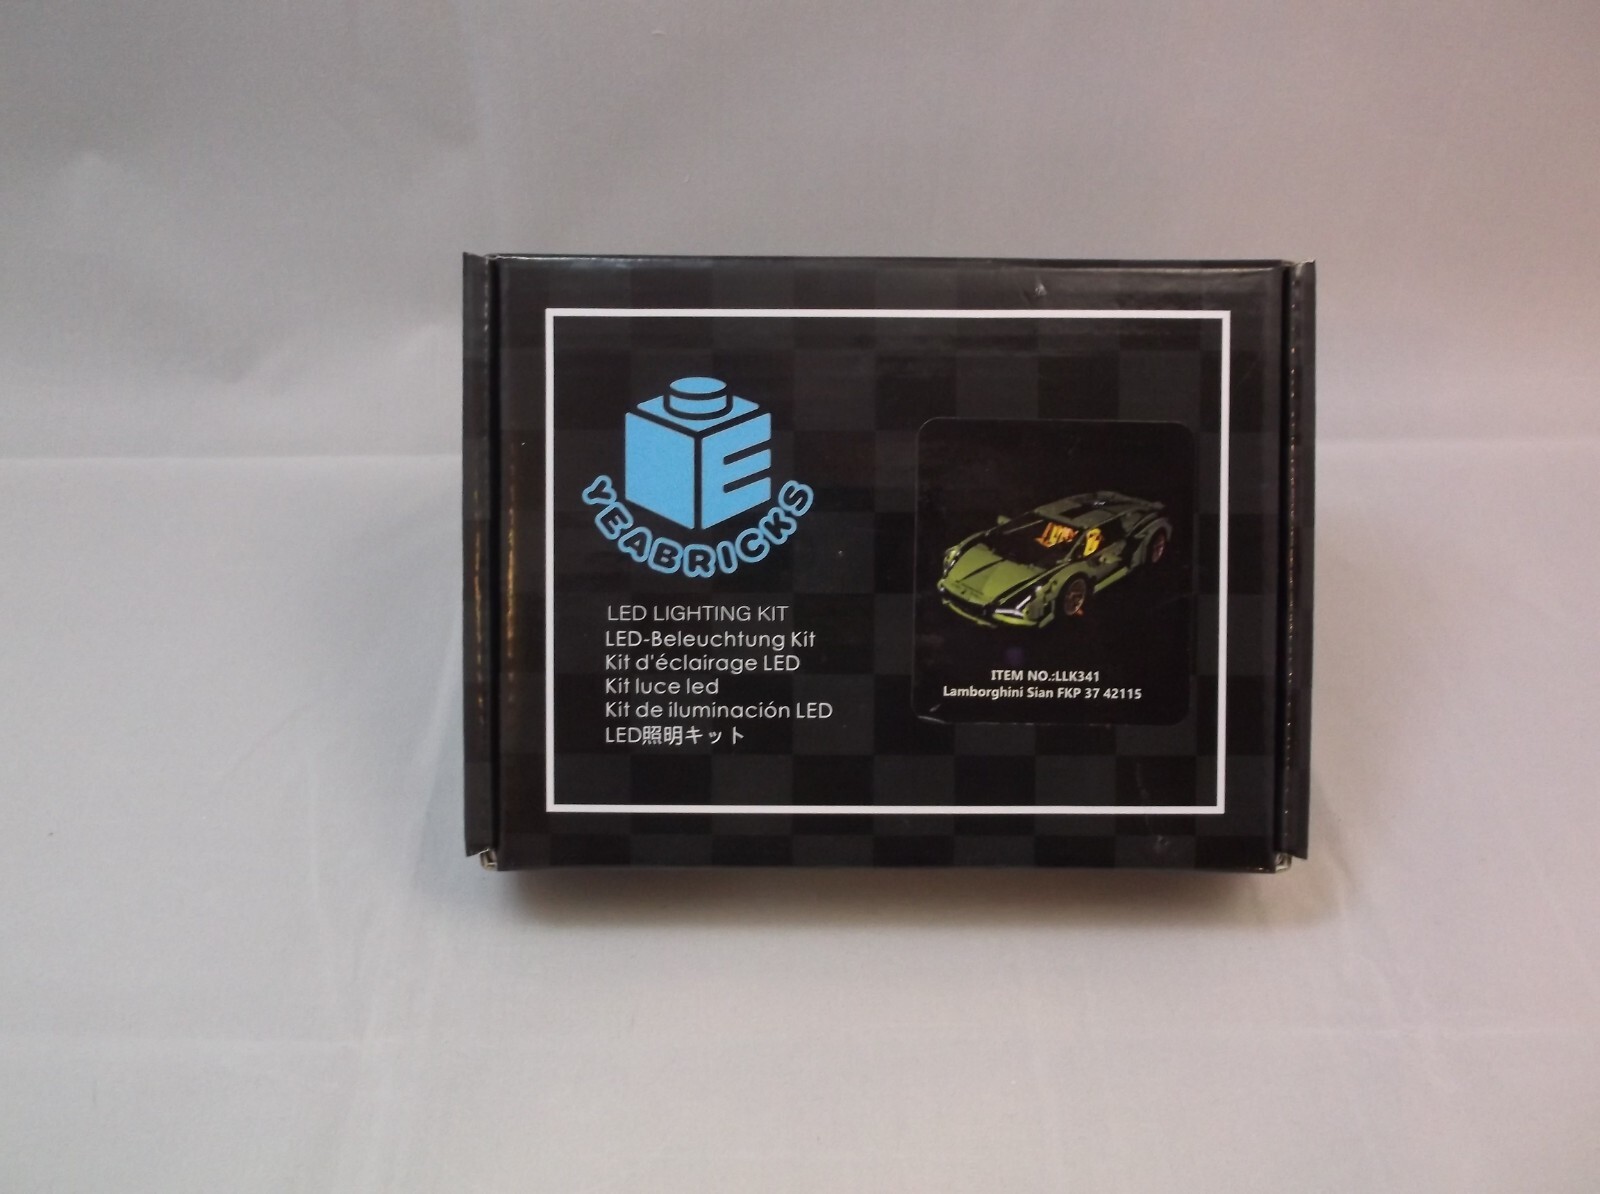 E
YEABRICKS
LED LIGHTING KIT
LED-Beleuchtung Kit
Kit d'éclairage LED
Kit luce led
Kit de iluminación LED
LED照明キット
ITEM NO.:LLK341
Lamborghini Sian FKP 37 42115